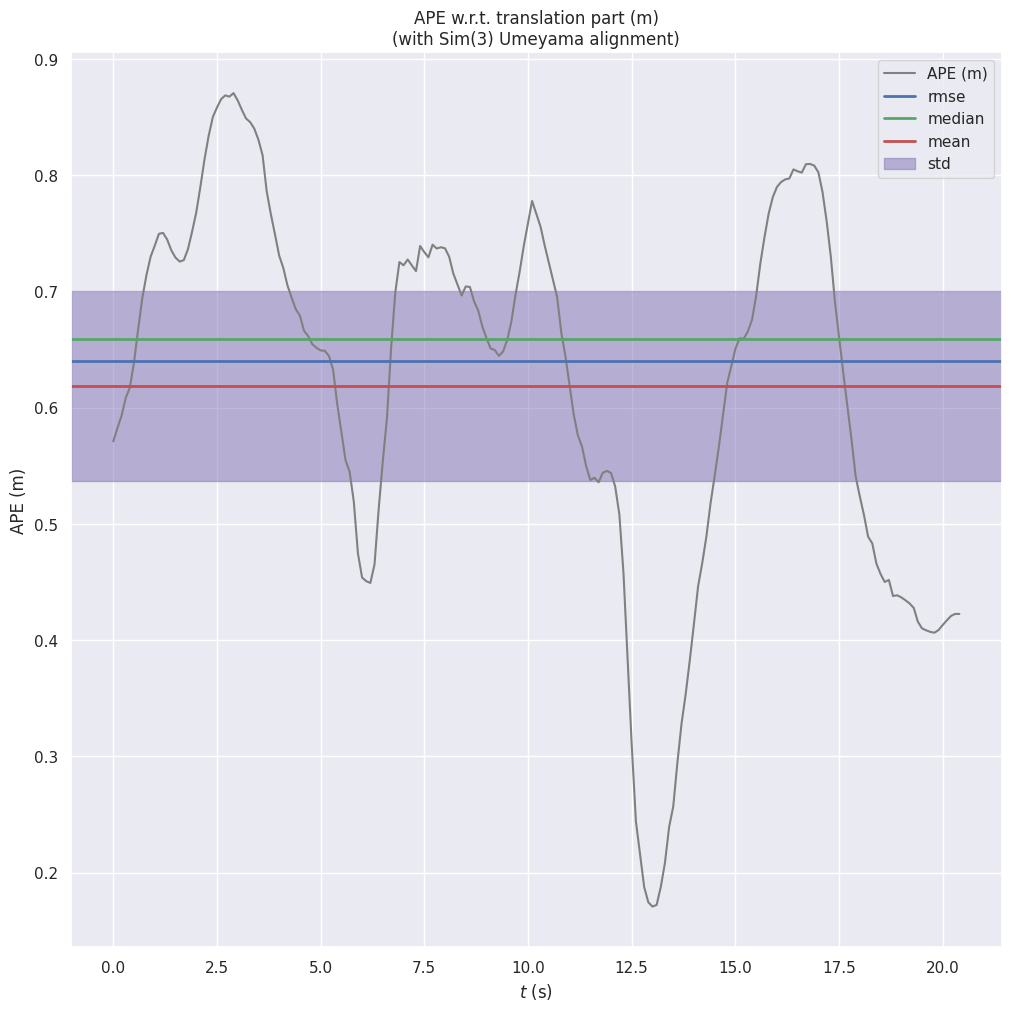 APE w.r.t. translation part (m)
(with Sim(3) Umeyama alignment)
APE (m)
rmse
median
mean
std
0.9
0.8
0.7
0.6
0.5
0.4
0.3
0.2
APE (m)
0.0 2.5 5.0 7.5 10.0 12.5 15.0 17.5 20.0
t (s)